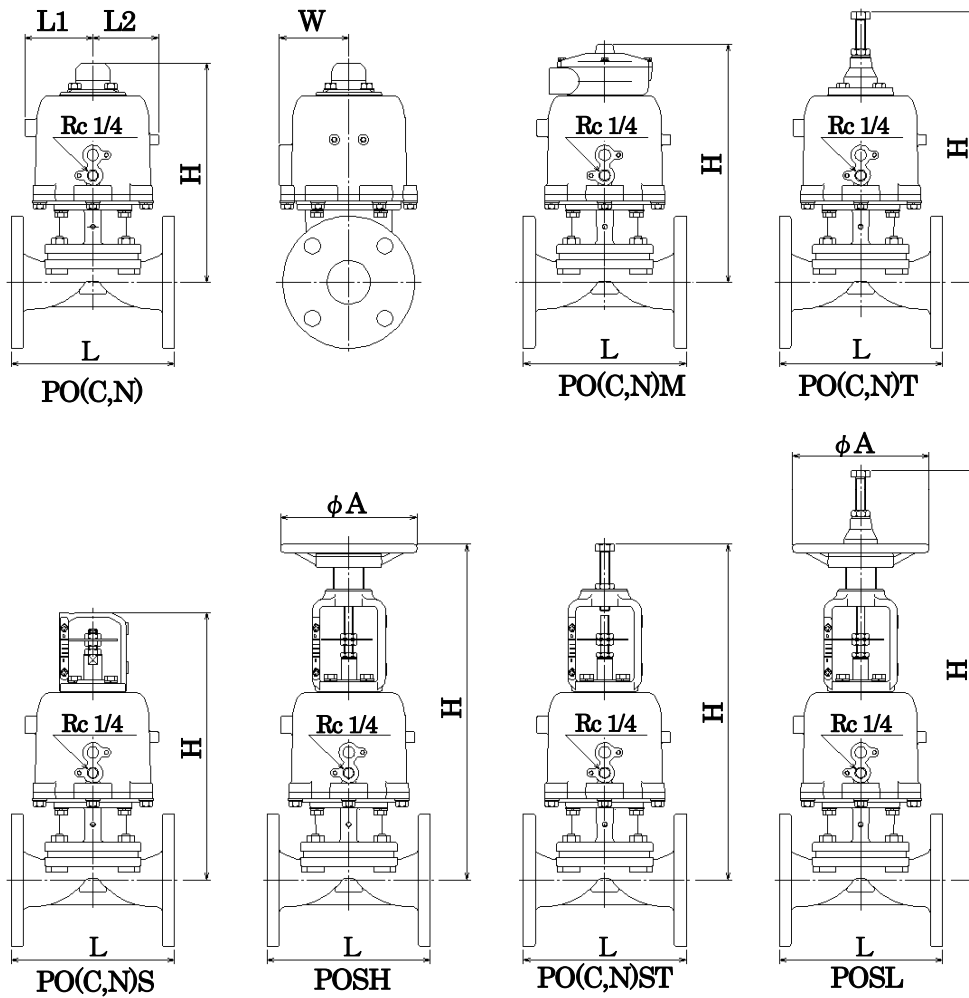 L1 L2
W
Rc 1/4
H
L
PO(C,N)
Rc 1/4
H
L
PO(C,N)M
Rc 1/4
H
L
PO(C,N)T
Rc 1/4
H
L
PO(C,N)S
φA
Rc 1/4
H
L
POSH
Rc 1/4
H
L
PO(C,N)ST
φA
Rc 1/4
H
L
POSL